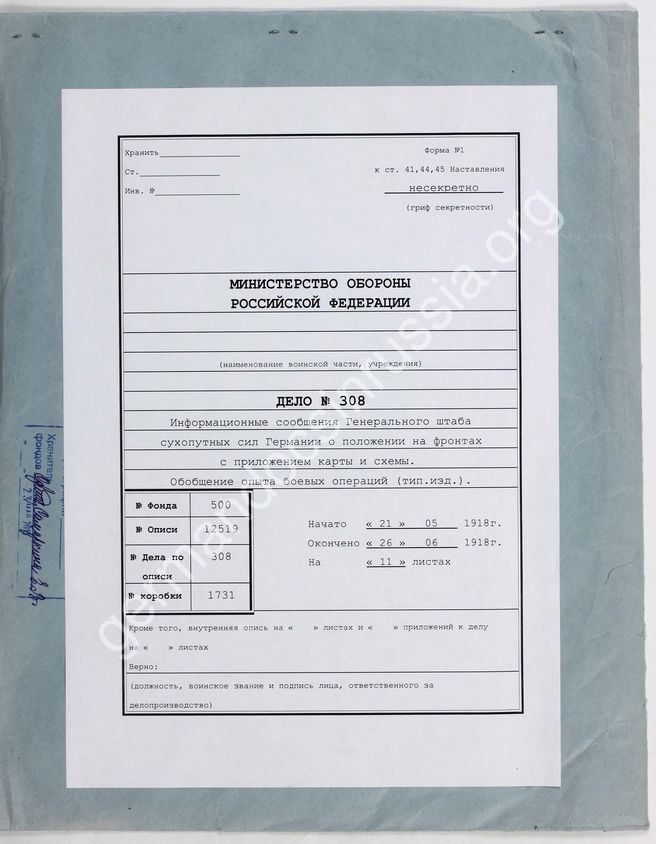 Хранить
Форма №1
Ст.
к ст. 41,44,45 Наставления
Инв. №
несекретно
(гриф секретности)
МИНИСТЕРСТВО ОБОРОНЫ
РОССИЙСКОЙ ФЕДЕРАЦИИ
(наименование воинской части, учреждения)
ДЕЛО № 308
Информационные сообщения Генерального штаба
сухопутных сил Германии о положении на фронтах
с приложением карты и схемы.
Обобщение опыта боевых операций (тип.изд.).
№ Фонда 500
№ Описи 12519
№ Дела по описи 308
№ коробки 1731
Начато « 21 » 05 1918г.
Окончено « 26 » 06 1918г.
На « 11 » листах
Кроме того, внутренняя опись на « » листах и « » приложений к делу
на « » листах
Верно:
(должность, воинское звание и подпись лица, ответственного за
делопроизводство)
Хранитель
фондов
germandocsinrussia.org